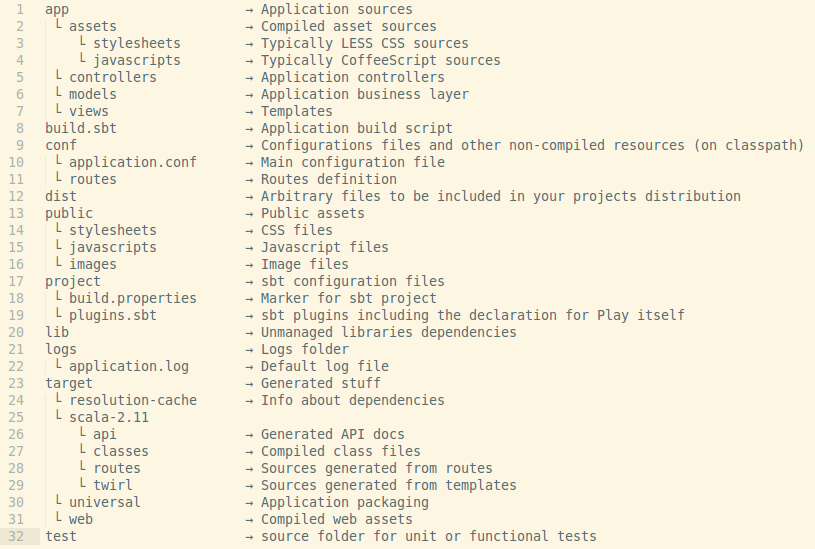 1 app → Application sources
2 └ assets → Compiled asset sources
3 └ stylesheets → Typically LESS CSS sources
4 └ javascripts → Typically CoffeeScript sources
5 └ controllers → Application controllers
6 └ models → Application business layer
7 └ views → Templates
8 build.sbt → Application build script
9 conf → Configurations files and other non-compiled resources (on classpath)
10 └ application.conf → Main configuration file
11 └ routes → Routes definition
12 dist → Arbitrary files to be included in your projects distribution
13 public → Public assets
14 └ stylesheets → CSS files
15 └ javascripts → Javascript files
16 └ images → Image files
17 project → sbt configuration files
18 └ build.properties → Marker for sbt project
19 └ plugins.sbt → sbt plugins including the declaration for Play itself
20 lib → Unmanaged libraries dependencies
21 logs → Logs folder
22 └ application.log → Default log file
23 target → Generated stuff
24 └ resolution-cache → Info about dependencies
25 └ scala-2.11
26 └ api → Generated API docs
27 └ classes → Compiled class files
28 └ routes → Sources generated from routes
29 └ twirl → Sources generated from templates
30 └ universal → Application packaging
31 └ web → Compiled web assets
32 test → source folder for unit or functional tests